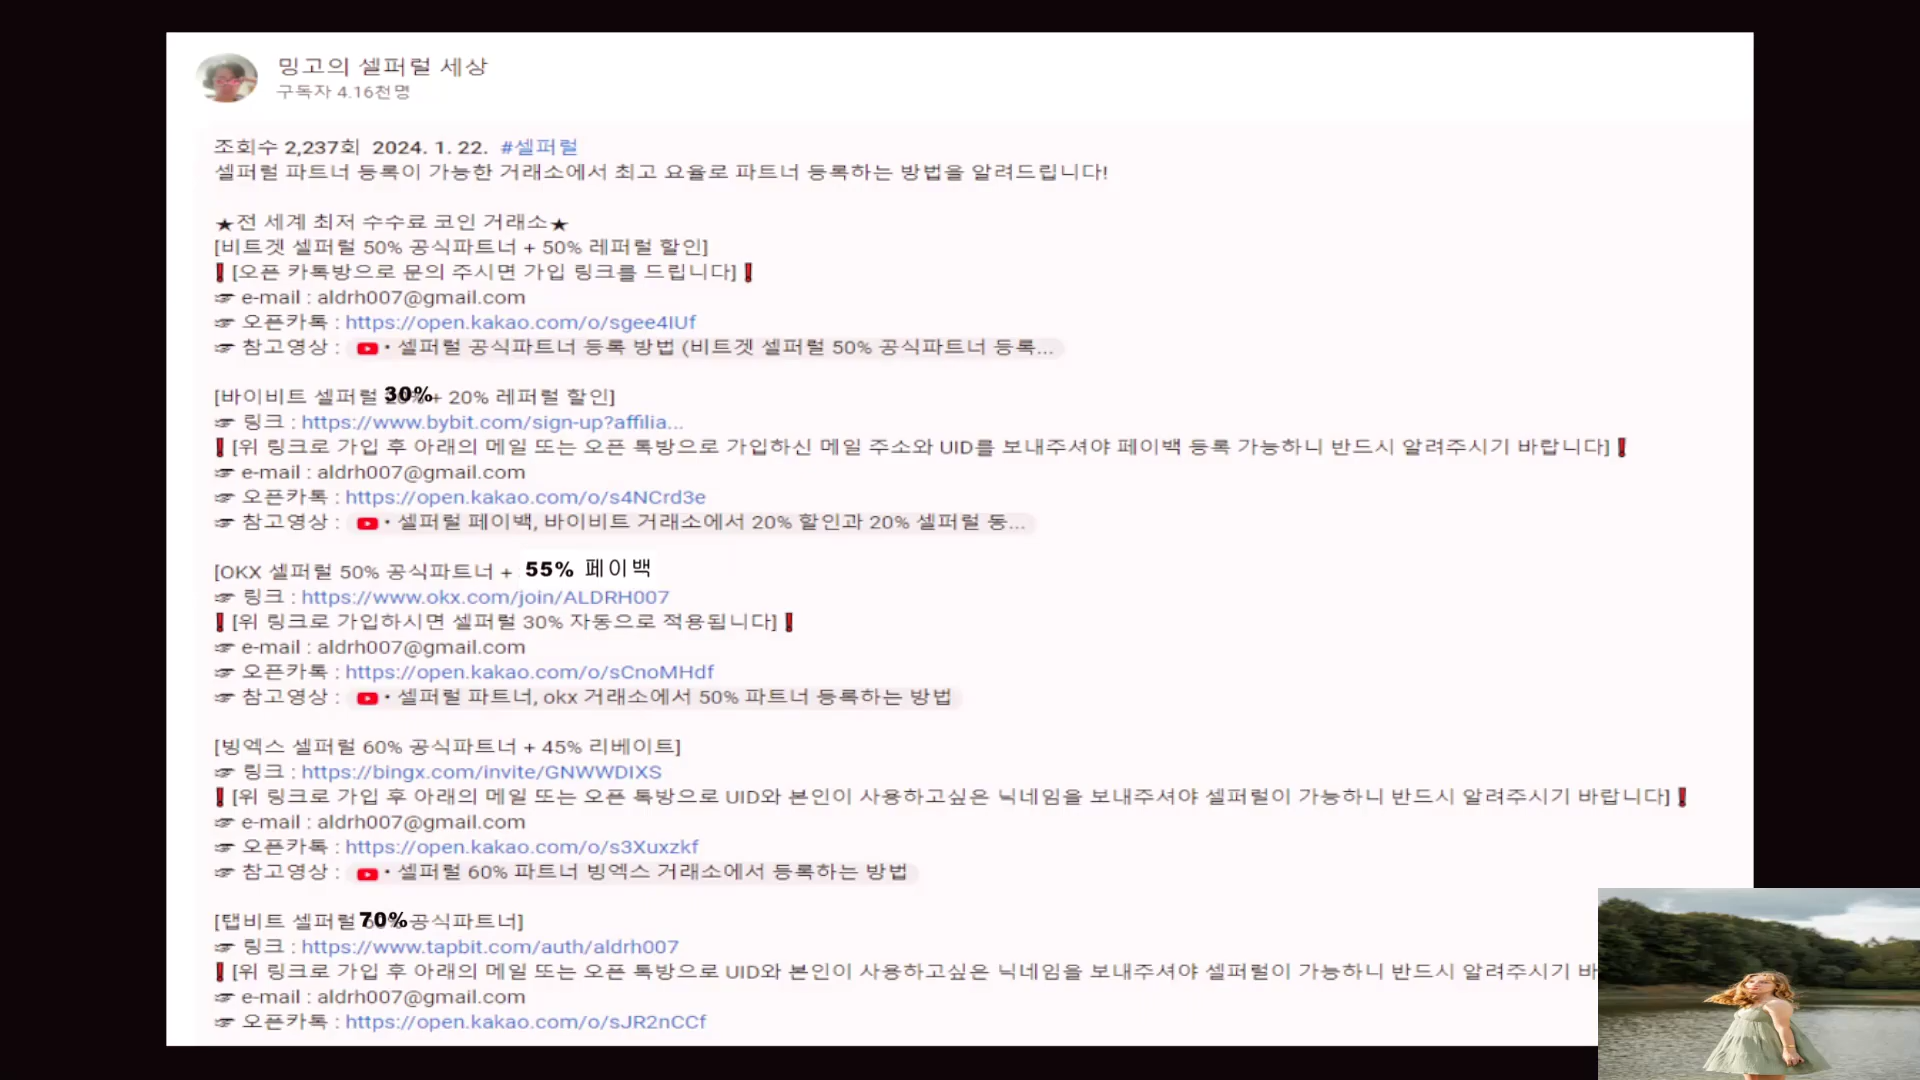 밍고의 셀퍼럴 세상
구독자 4.16천명
조회수 2,237회 2024. 1. 22. #셀퍼럴
셀퍼럴 파트너 등록이 가능한 거래소에서 최고 요율로 파트너 등록하는 방법을 알려드립니다!
★전 세계 최저 수수료 코인 거래소★
[비트겟 셀퍼럴 50% 공식파트너 + 50% 레퍼럴 할인]
❗[오픈 카톡방으로 문의 주시면 가입 링크를 드립니다]❗
☞ e-mail : aldrh007@gmail.com
☞ 오픈카톡 : https://open.kakao.com/o/sgee4IUf
☞ 참고영상 : • 셀퍼럴 공식파트너 등록 방법 (비트겟 셀퍼럴 50% 공식파트너 등록...
[바이비트 셀퍼럴 30% + 20% 레퍼럴 할인]
☞ 링크 : https://www.bybit.com/sign-up?affilia...
❗[위 링크로 가입 후 아래의 메일 또는 오픈 톡방으로 가입하신 메일 주소와 UID를 보내주셔야 페이백 등록 가능하니 반드시 알려주시기 바랍니다]❗
☞ e-mail : aldrh007@gmail.com
☞ 오픈카톡 : https://open.kakao.com/o/s4NCrd3e
☞ 참고영상 : • 셀퍼럴 페이백, 바이비트 거래소에서 20% 할인과 20% 셀퍼럴 동...
[OKX 셀퍼럴 50% 공식파트너 + 55% 페이백
☞ 링크 : https://www.okx.com/join/ALDRH007
❗[위 링크로 가입하시면 셀퍼럴 30% 자동으로 적용됩니다]❗
☞ e-mail : aldrh007@gmail.com
☞ 오픈카톡 : https://open.kakao.com/o/sCnoMHdf
☞ 참고영상 : • 셀퍼럴 파트너, okx 거래소에서 50% 파트너 등록하는 방법
[빙엑스 셀퍼럴 60% 공식파트너 + 45% 리베이트]
☞ 링크 : https://bingx.com/invite/GNWWDIXS
❗[위 링크로 가입 후 아래의 메일 또는 오픈 톡방으로 UID와 본인이 사용하고싶은 닉네임을 보내주셔야 셀퍼럴이 가능하니 반드시 알려주시기 바랍니다]❗
☞ e-mail : aldrh007@gmail.com
☞ 오픈카톡 : https://open.kakao.com/o/s3Xuxzkf
☞ 참고영상 : • 셀퍼럴 60% 파트너 빙엑스 거래소에서 등록하는 방법
[탭비트 셀퍼럴 70% 공식파트너]
☞ 링크 : https://www.tapbit.com/auth/aldrh007
❗[위 링크로 가입 후 아래의 메일 또는 오픈 톡방으로 UID와 본인이 사용하고싶은 닉네임을 보내주셔야 셀퍼럴이 가능하니 반드시 알려주시기 바
☞ e-mail : aldrh007@gmail.com
☞ 오픈카톡 : https://open.kakao.com/o/sJR2nCCf